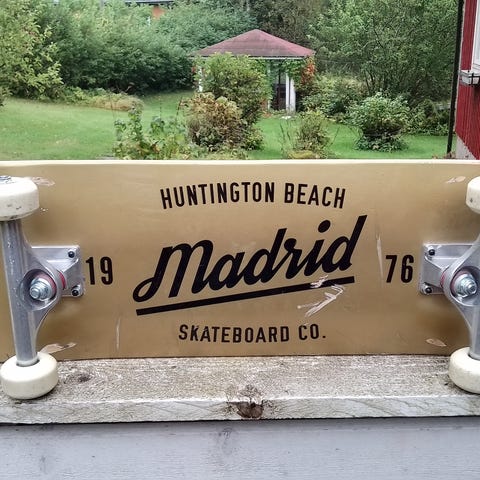 HUNTINGTON BEACH
19 Madrid 76
SKATEBOARD CO.